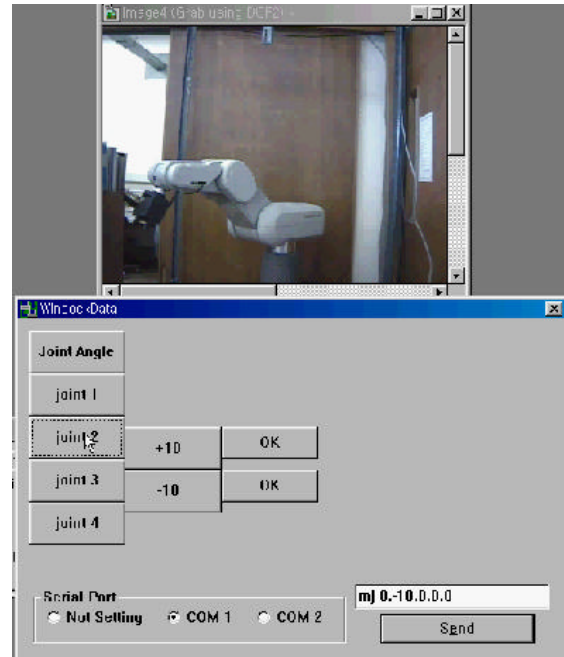 Image4 (Grab using DCF2)
Data
Joint Angle
joint 1
joint 2
+10
OK
joint 3
-10
OK
joint 4
Serial Port
Not Setting
COM 1
COM 2
mj 0.-10.0.0.0
Send